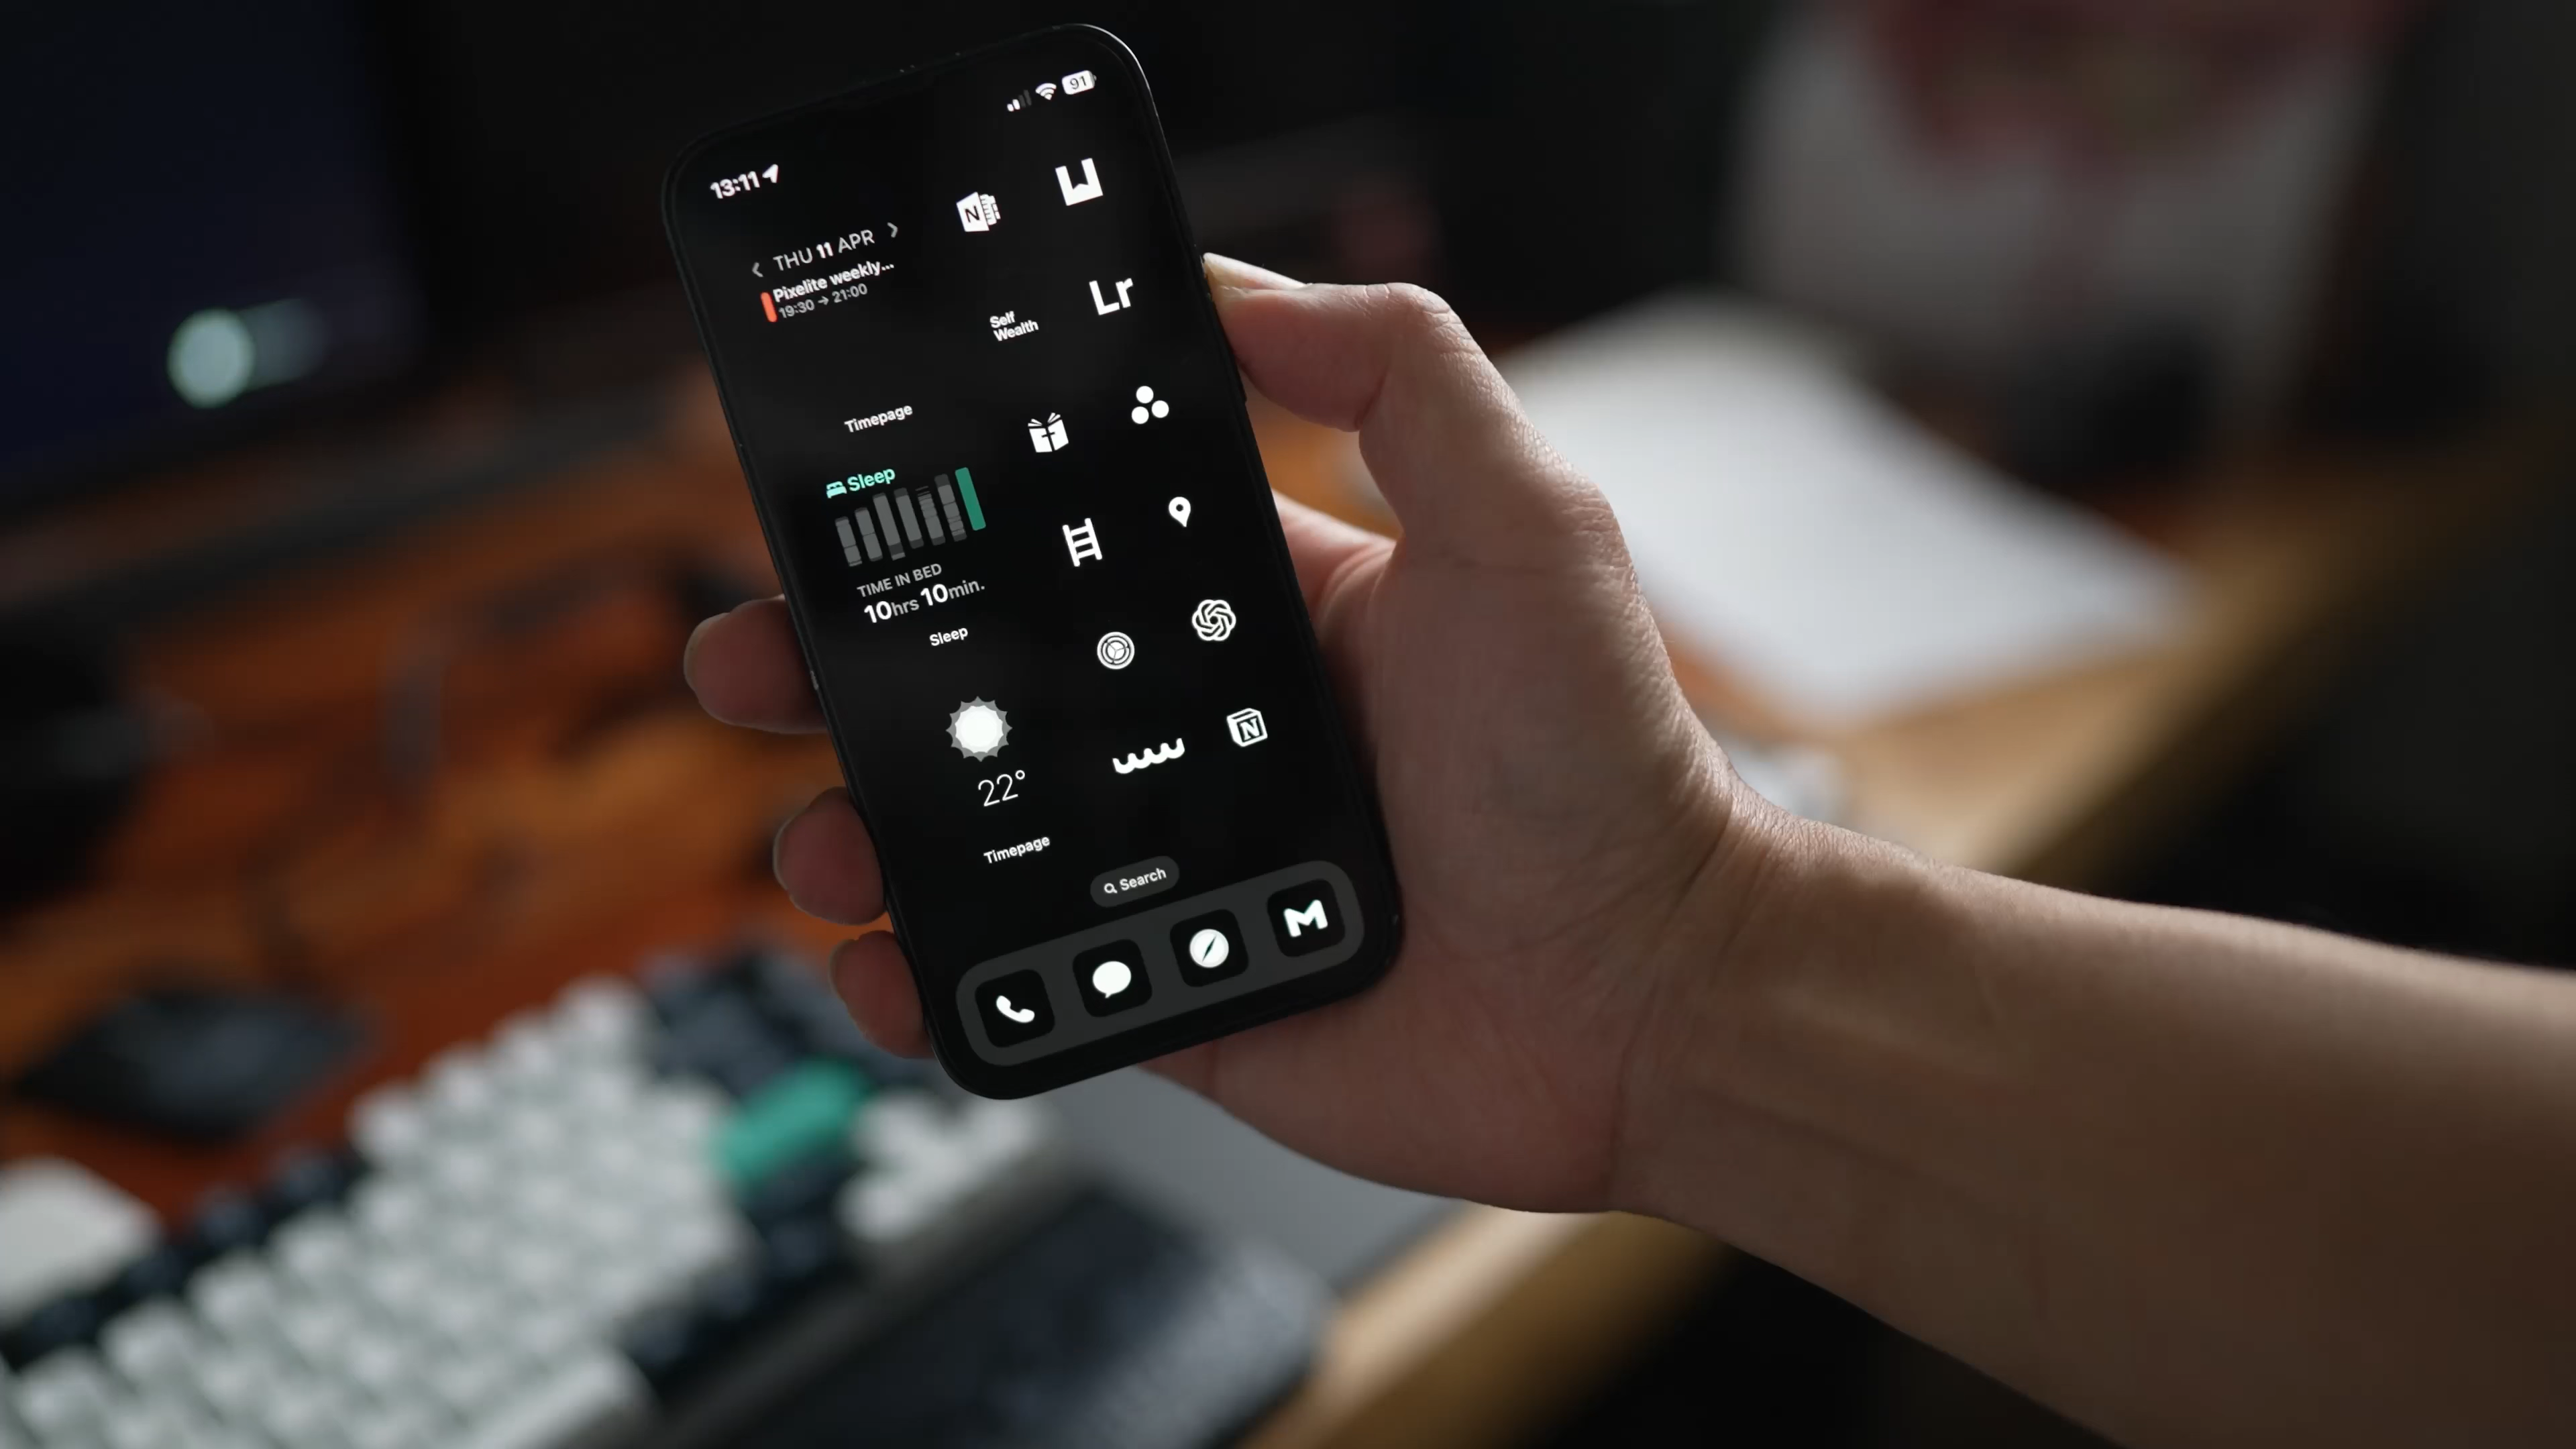 13:11
91
THU 11 APR
Pixelite weekly...
19:30 → 21:00
Timepage
Sleep
TIME IN BED
10hrs 10min.
Sleep
22°
Timepage
N
Self
Wealth
Lr
N
Search